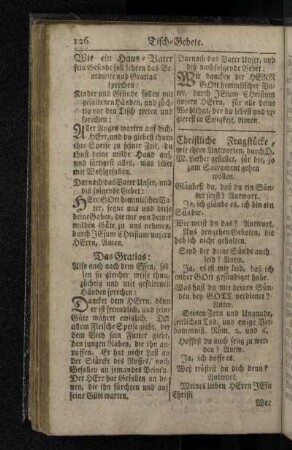 126 Tisch-Gebete.
Wie ein Haus-Vater
sein Gesinde soll lehren das Be-
nedicite und Gratias
sprechen:
Kinder und Gesinde sollen mit
gefaltenen Händen, und züch-
tig vor den Tisch treten und
sprechen:
Aller Augen warten auf dich,
HErr, und du giebest ihnen
ihre Speise zu seiner Zeit, du
thust deine milde Hand auf,
und sättigest alles, was lebet
mit Wohlgefallen.
Darnach das Vater Unser, und
diß folgende Gebet:
HErr GOtt himmlischer Va-
ter, segne uns und diese
deine Gaben, die wir von deiner
milden Güte zu uns nehmen,
durch JEsum Christum unsern
HErrn, Amen.
Das Gratias:
Also auch nach dem Essen, sol-
len sie gleicher weise thun,
züchtig und mit gefaltenen
Händen sprechen:
Dancket dem HErrn, denn
er ist freundlich, und seine
Güte währet ewiglich. Der
allem Fleische Speise giebt, der
dem Vieh sein Futter giebt,
den jungen Raben, die ihn an-
ruffen. Er hat nicht Lust an
der Stärcke des Rosses, noch
Gefallen an jemandes Beinen.
Der HErr hat Gefallen an de-
nen, die ihn fürchten und auf
seine Güte warten.
Darnach das Vater Unser, und
diß nachfolgende Gebet:
Wir dancken dir HERR
GOtt himmlischer Va-
ter, durch JEsum Christum
unsern HErrn, für alle deine
Wohlthat, der du lebest und re-
gierest in Ewigkeit, Amen.
Christliche Fragstücke,
mit ihren Antworten, durch D.
M. Luther gestellet, für die, so
zum Sacrament gehen
wollen.
Gläubest du, daß du ein Sün-
der seyst? Antwort.
Ja, ich gläube es, ich bin ein
Sünder.
Wie weist du das? Antwort.
Aus den zehen Geboten, die
hab ich nicht gehalten.
Sind dir deine Sünde auch
leid? Antw.
Ja, es ist mir leid, daß ich
wider GOtt gesündiget habe.
Was hast du mit deinen Sün-
den bey GOTT verdienet?
Antw.
Seinen Zorn und Ungnade,
zeitlichen Tod, und ewige Ver-
dammniß. Röm. 2, und 6.
Hoffest du auch selig zu wer-
den? Antw.
Ja, ich hoffe es.
Weß tröstest du dich denn?
Antwort.
Meines lieben HErrn JEsu
Christi
Wer